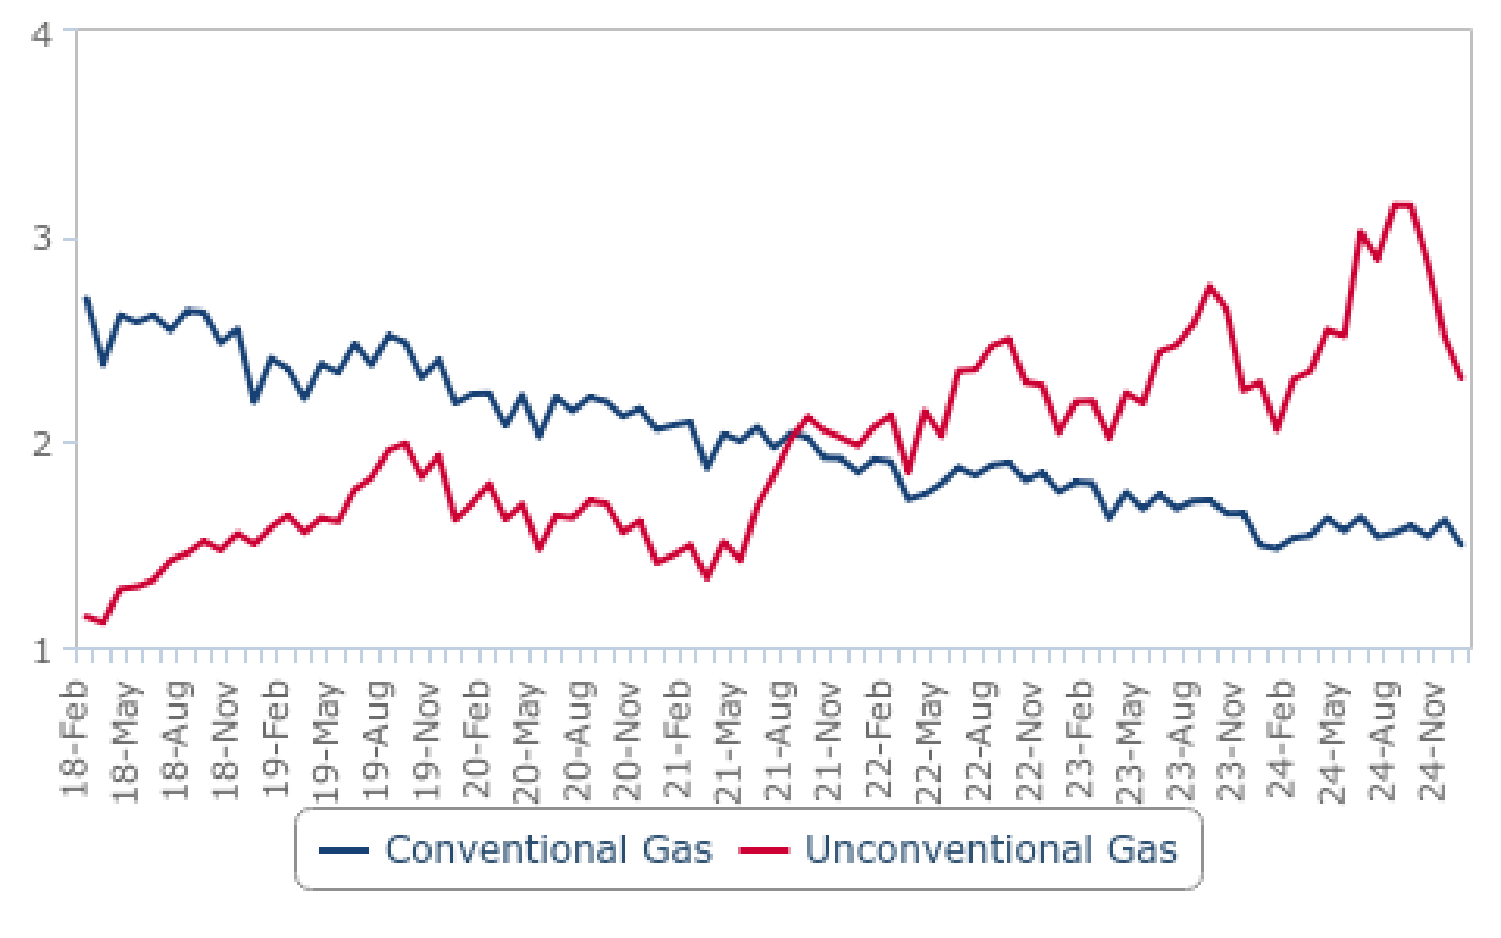 4
3
2
1
18-Feb
18-May
18-Aug
18-Nov
19-Feb
19-May
19-Aug
19-Nov
20-Feb
20-May
20-Aug
20-Nov
21-Feb
21-May
21-Aug
21-Nov
22-Feb
22-May
22-Aug
22-Nov
23-Feb
23-May
23-Aug
23-Nov
24-Feb
24-May
24-Aug
24-Nov
Conventional Gas Unconventional Gas